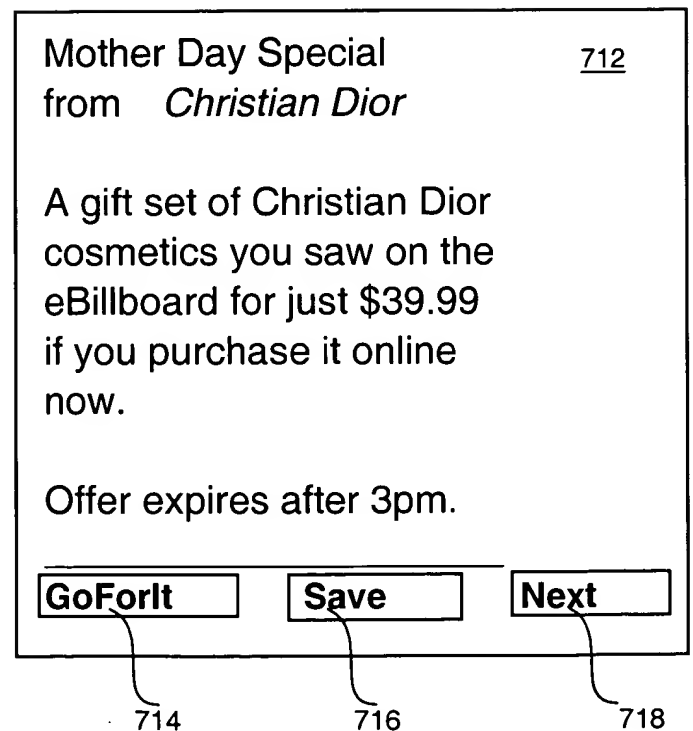 Mother Day Special 712
from Christian Dior
A gift set of Christian Dior
cosmetics you saw on the
eBillboard for just $39.99
if you purchase it online
now.
Offer expires after 3pm.
GoForIt Save Next
714 716 718